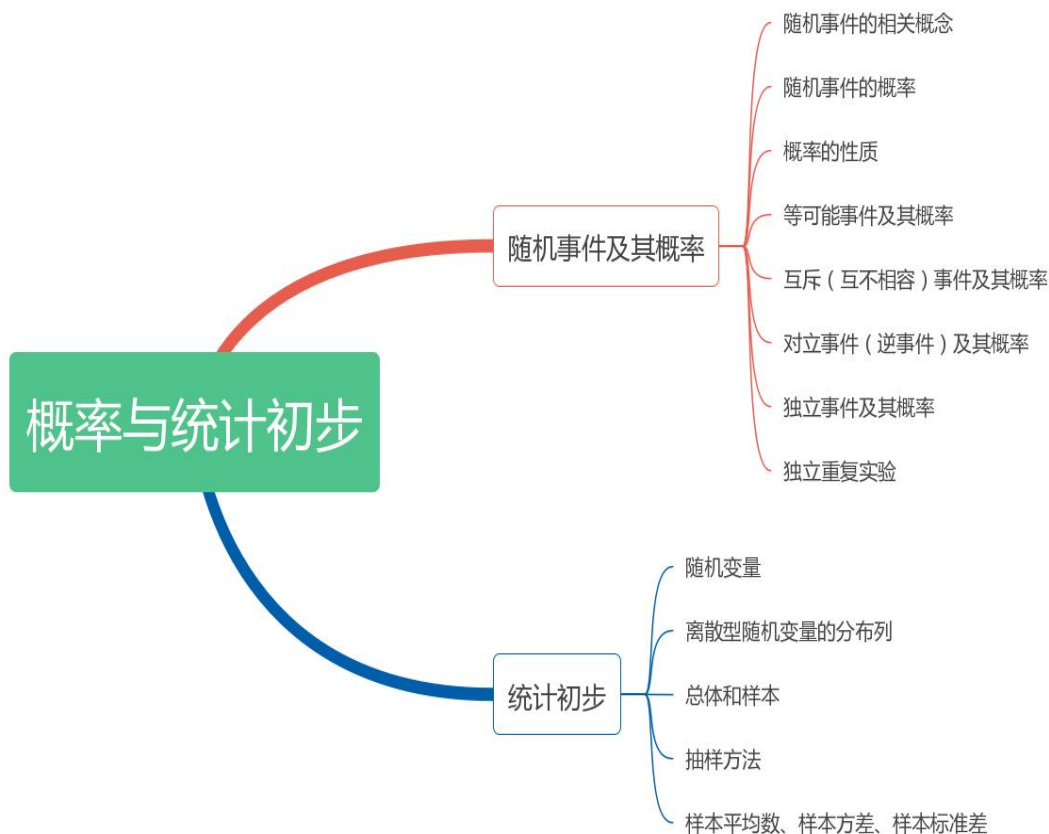 概率与统计初步
随机事件及其概率
随机事件的相关概念
随机事件的概率
概率的性质
等可能事件及其概率
互斥（互不相容）事件及其概率
对立事件（逆事件）及其概率
独立事件及其概率
独立重复实验
统计初步
随机变量
离散型随机变量的分布列
总体和样本
抽样方法
样本平均数、样本方差、样本标准差